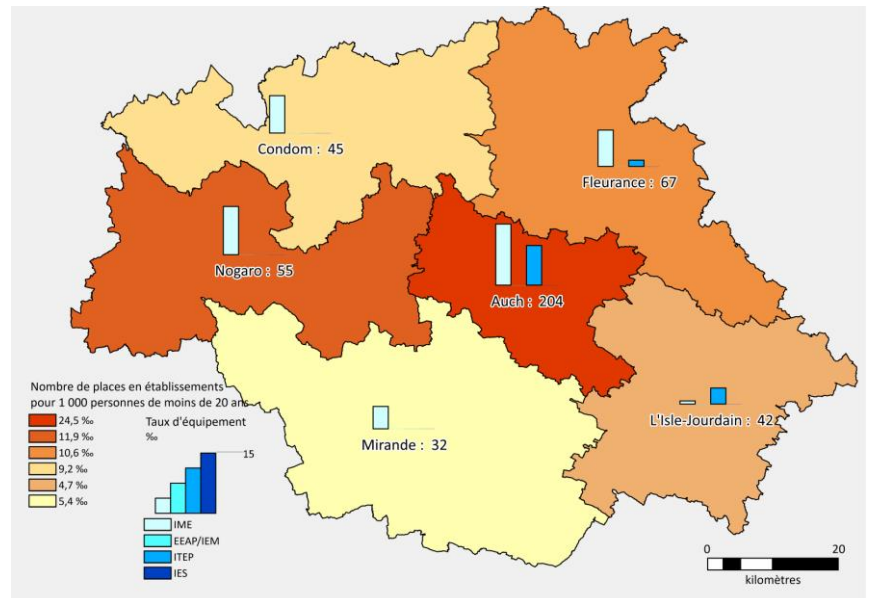 Condom : 45
Fleurance : 67
Nogaro : 55
Auch : 204
Mirande : 32
L'Isle-Jourdain : 42
Nombre de places en établissements
pour 1 000 personnes de moins de 20 ans
24,5 ‰
11,9 ‰
10,6 ‰
9,2 ‰
4,7 ‰
5,4 ‰
Taux d'équipement
‰
15
IME
EEAP/IEM
ITEP
IES
0 20
kilomètres